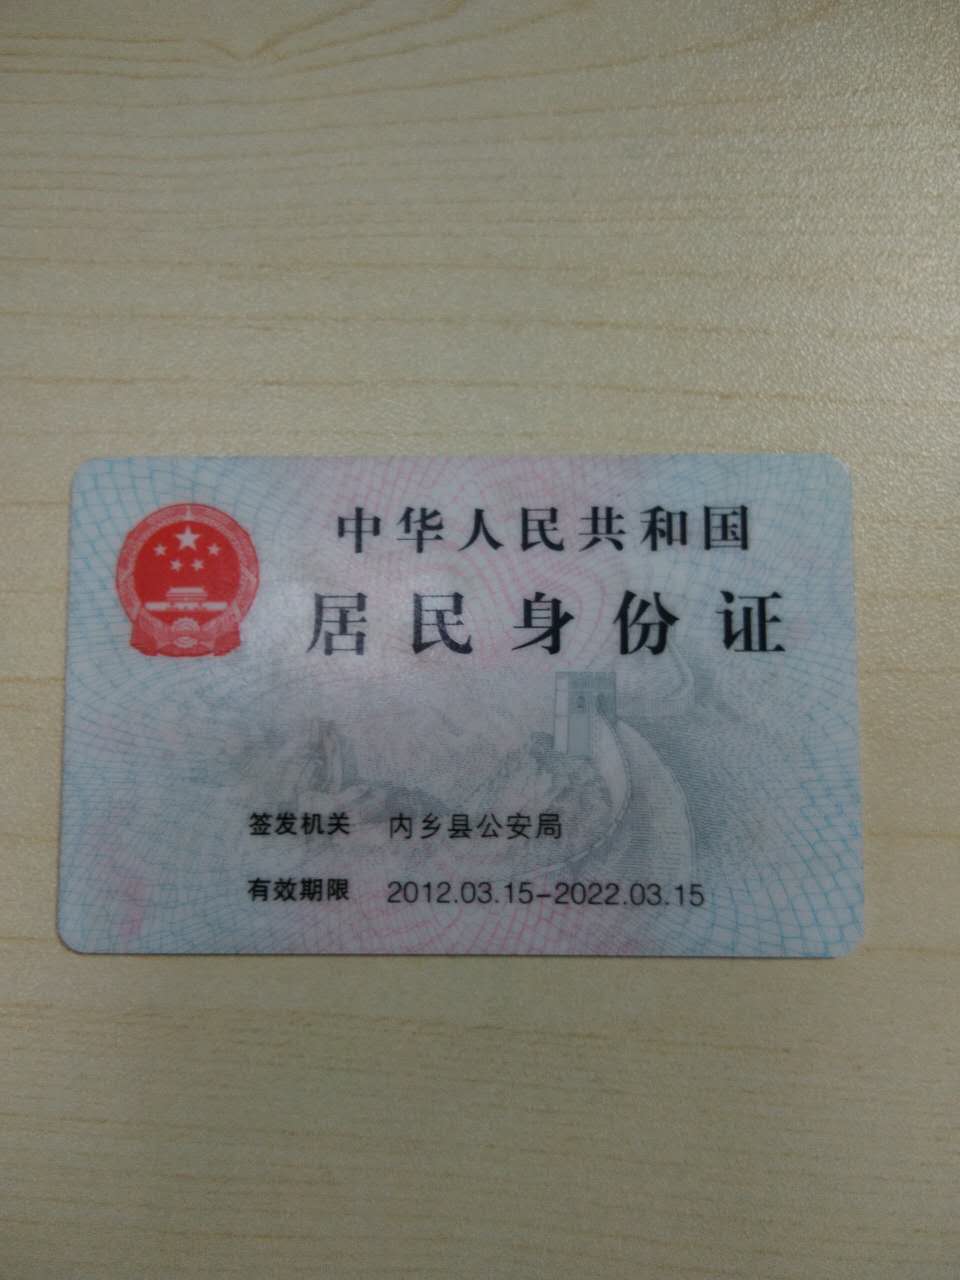 中华人民共和国
居民身份证
签发机关 内乡县公安局
有效期限 2012.03.15-2022.03.15